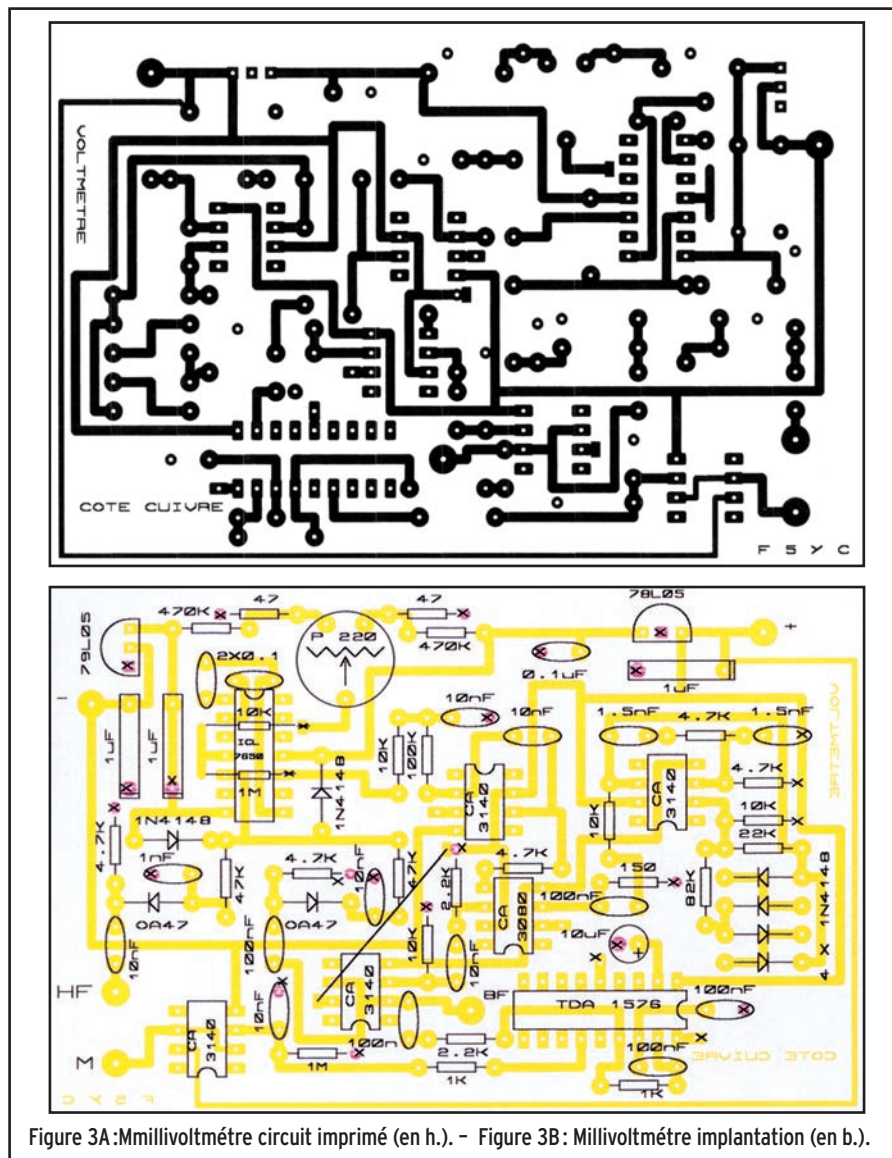 VOLTMETRE
COTE CUIVRE
F 5 Y C
79L05
470K
47
47
78L05
P 220
470K
+
2X0.1
0.1uF
1uF
-
10nF
VOLTMETRE
10K
10nF
1.5nF
4.7K
1.5nF
1uF
1uF
ICL
7650
10K
100K
CA
3140
CA
3140
4.7K
1M
1N4148
10K
10K
4.7K
1N4148
22K
1nF
4.7K
10nF
47K
4.7K
150
82K
1N4148
47K
2.2K
CA
3080
100nF
OA47
OA47
10K
10uF
+
4 X
10nF
100nF
10nF
100nF
HF
CA
3140
BF
TDA 1576
CA
3140
10nF
100n
2.2K
COTE CUIVRE
M
1M
1K
100nF
1K
F 5 Y C
Figure 3A :Mmillivoltmétre circuit imprimé (en h.). – Figure 3B : Millivoltmétre implantation (en b.).